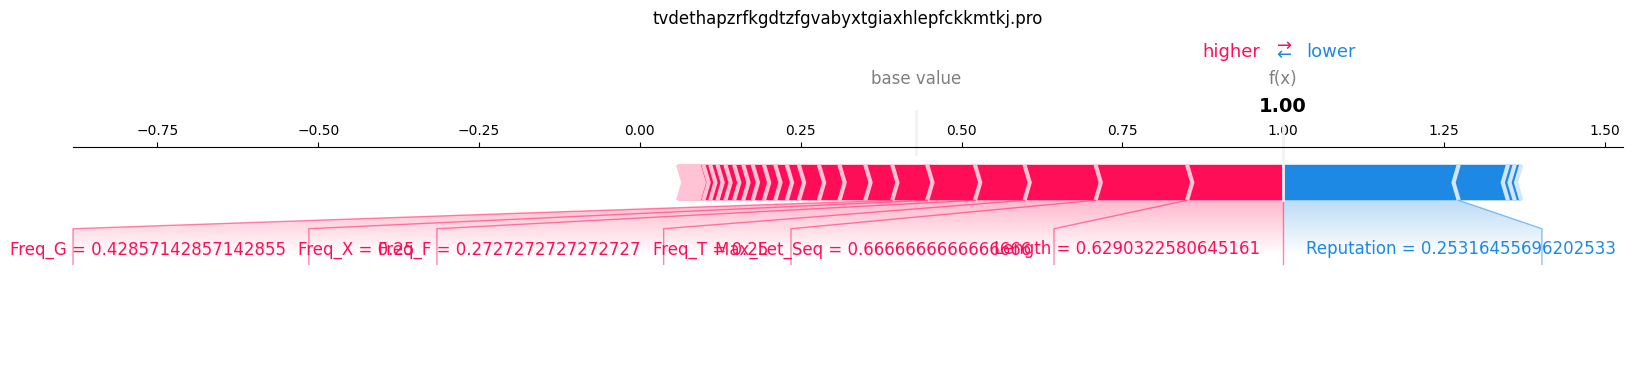 tvdethapzrfkgdtzfgvabyxtgiaxhlepfckkmtkj.pro
higher ⇄ lower
base value f(x)
1.00
−0.75 −0.50 −0.25 0.00 0.25 0.50 0.75 1.00 1.25 1.50
Freq_G = 0.42857142857142855 Freq_X = 0.25 Freq_F = 0.2727272727272727 Freq_T = 0.25 Max_Let_Seq = 0.6666666666666666 Length = 0.6290322580645161 Reputation = 0.25316455696202533